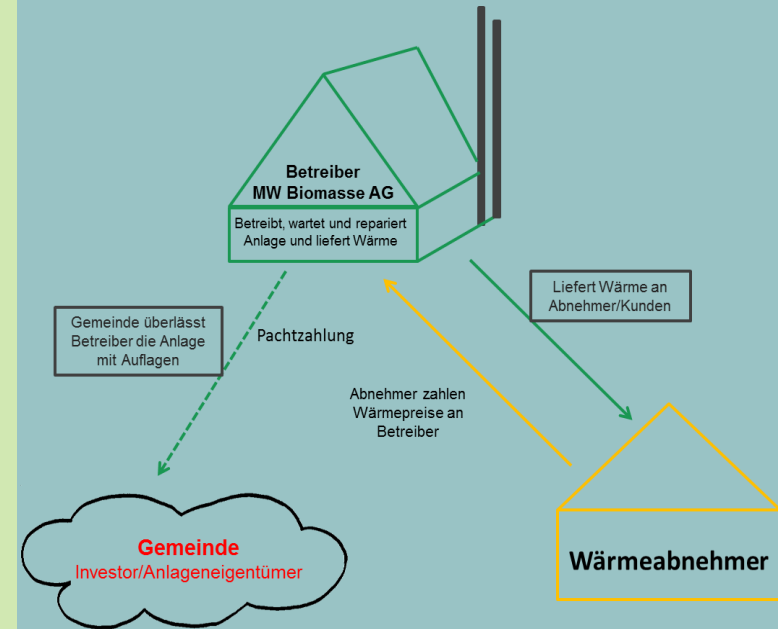 Betreiber
MW Biomasse AG
Betreibt, wartet und repariert
Anlage und liefert Wärme
Gemeinde überlässt
Betreiber die Anlage
mit Auflagen
Pachtzahlung
Liefert Wärme an
Abnehmer/Kunden
Abnehmer zahlen
Wärmepreise an
Betreiber
Gemeinde
Investor/Anlageneigentümer
Wärmeabnehmer